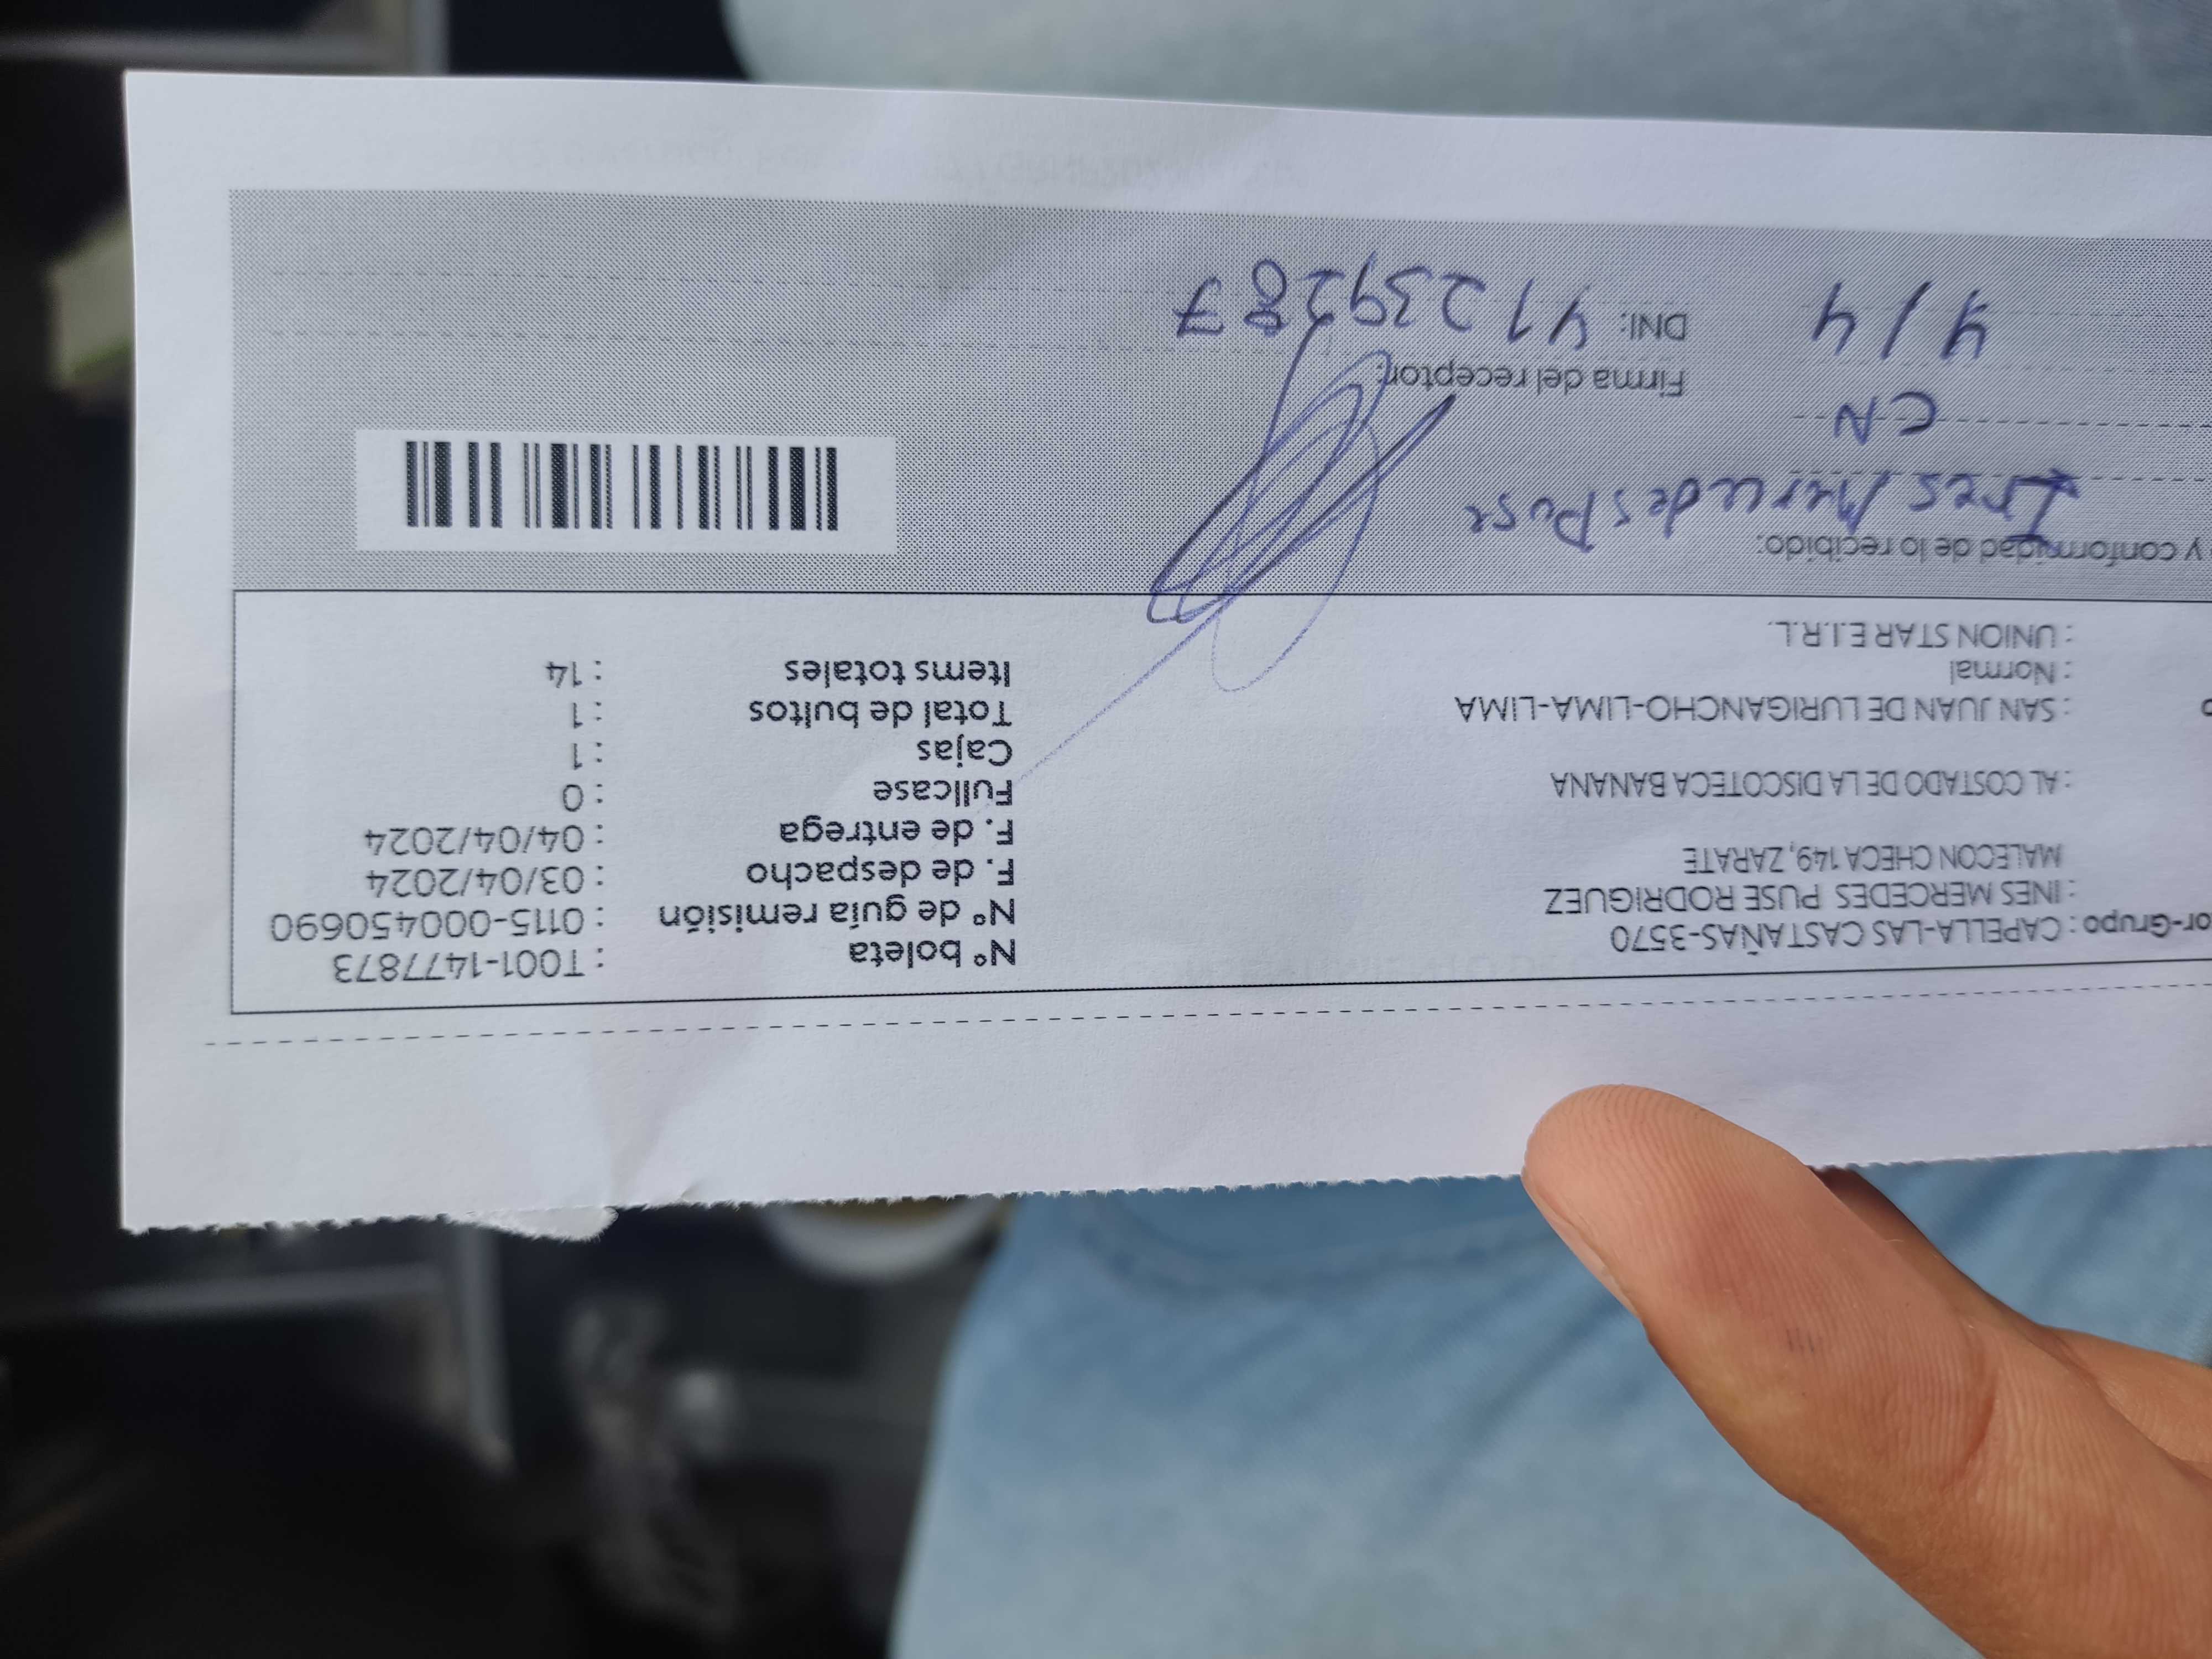 or-Grupo : CAPELLA-LAS CASTAÑAS-3570
: INES MERCEDES PUSE RODRIGUEZ
MALECON CHECA 149, ZARATE
: AL COSTADO DE LA DISCOTECA BANANA
: SAN JUAN DE LURIGANCHO-LIMA-LIMA
: Normal
: UNION STAR E.I.R.L.
N° boleta : T001-1477873
N° de guía remisión : 0115-000450690
F. de despacho : 03/04/2024
F. de entrega : 04/04/2024
Fullcase : 0
Cajas : 1
Total de bultos : 1
Items totales : 14
y conformidad de lo recibido:
Ines Mercedes Puse
CN
Firma del receptor:
4/4
DNI: 41239287